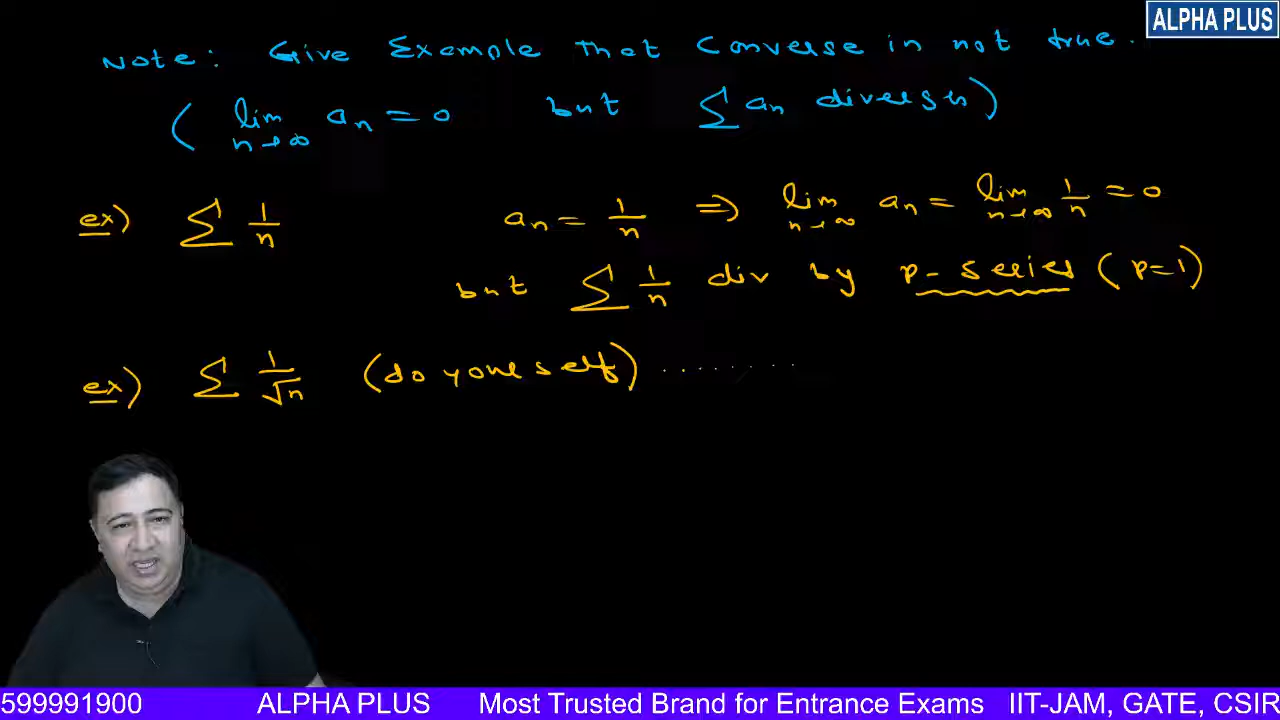 ALPHA PLUS
Note: Give Example That Converse in not true.
( lim n→∞ an = 0 but ∑ an diverges )
ex) ∑ 1/n an = 1/n ⇒ lim n→∞ an = lim n→∞ 1/n = 0
but ∑ 1/n div by p-series (p=1)
ex) ∑ 1/√n (do yourself) ........
599991900 ALPHA PLUS Most Trusted Brand for Entrance Exams IIT-JAM, GATE, CSIR